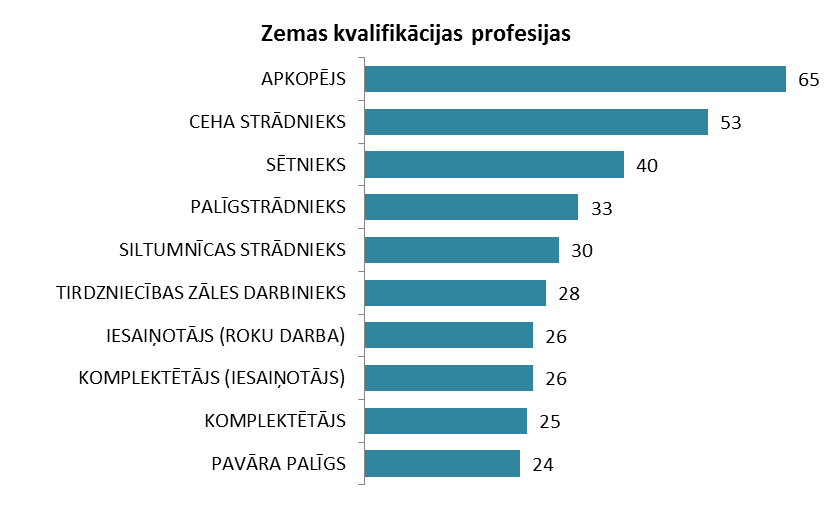 Zemas kvalifikācijas profesijas
APKOPĒJS 65
CEHA STRĀDNIEKS 53
SĒTNIEKS 40
PALĪGSTRĀDNIEKS 33
SILTUMNĪCAS STRĀDNIEKS 30
TIRDZNIECĪBAS ZĀLES DARBINIEKS 28
IESAIŅOTĀJS (ROKU DARBA) 26
KOMPLEKTĒTĀJS (IESAIŅOTĀJS) 26
KOMPLEKTĒTĀJS 25
PAVĀRA PALĪGS 24